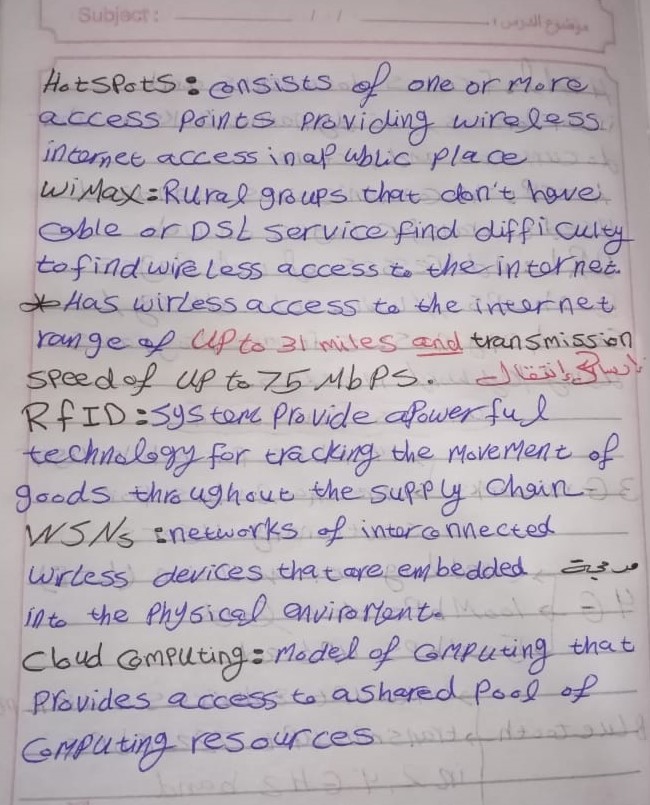 Subject:
موضوع الدرس:
Hotspots: consists of one or more
access points providing wireless
internet access in a public place
WiMax: Rural groups that don't have
cable or DSL service find difficulty
to find wireless access to the internet.
* Has wirless access to the internet
range of up to 31 miles and transmission
speed of up to 75 Mbps. إنتقال
RfID: system provide a powerful
technology for tracking the movement of
goods throughout the supply chain
WSNs: networks of interconnected
wirless devices that are embedded مدمجة
into the physical enviroment.
Cloud computing: Model of computing that
provides access to a shared pool of
computing resources